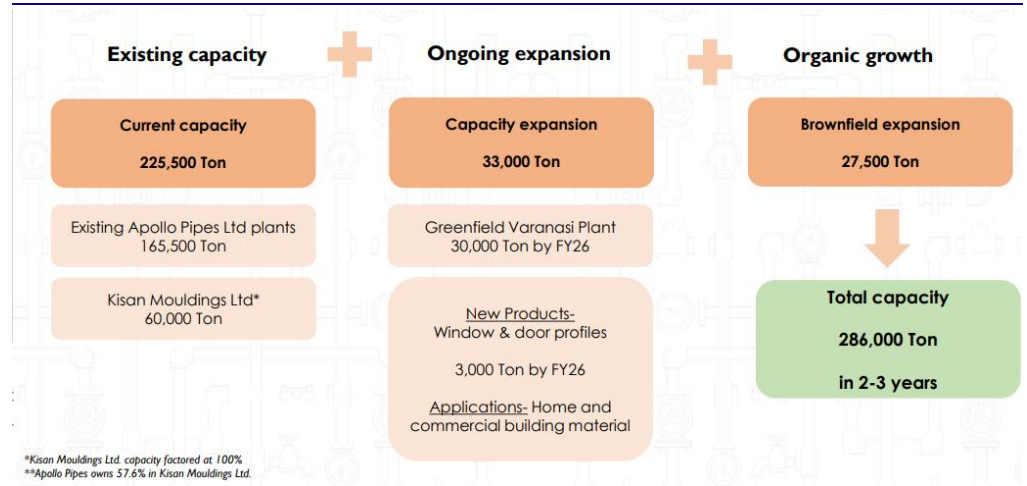 Existing capacity
Current capacity
225,500 Ton
Existing Apollo Pipes Ltd plants
165,500 Ton
Kisan Mouldings Ltd*
60,000 Ton
Ongoing expansion
Capacity expansion
33,000 Ton
Greenfield Varanasi Plant
30,000 Ton by FY26
New Products-
Window & door profiles
3,000 Ton by FY26
Applications- Home and
commercial building material
Organic growth
Brownfield expansion
27,500 Ton
Total capacity
286,000 Ton
in 2-3 years
*Kisan Mouldings Ltd. capacity factored at 100%
**Apollo Pipes owns 57.6% in Kisan Mouldings Ltd.